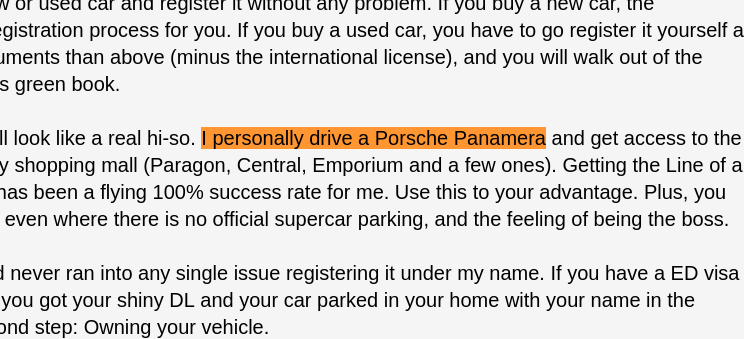 w or used car and register it without any problem. If you buy a new car, the
egistration process for you. If you buy a used car, you have to go register it yourself a
uments than above (minus the international license), and you will walk out of the
s green book.
ll look like a real hi-so. I personally drive a Porsche Panamera and get access to the
y shopping mall (Paragon, Central, Emporium and a few ones). Getting the Line of a
has been a flying 100% success rate for me. Use this to your advantage. Plus, you
even where there is no official supercar parking, and the feeling of being the boss.
d never ran into any single issue registering it under my name. If you have a ED visa
you got your shiny DL and your car parked in your home with your name in the
ond step: Owning your vehicle.